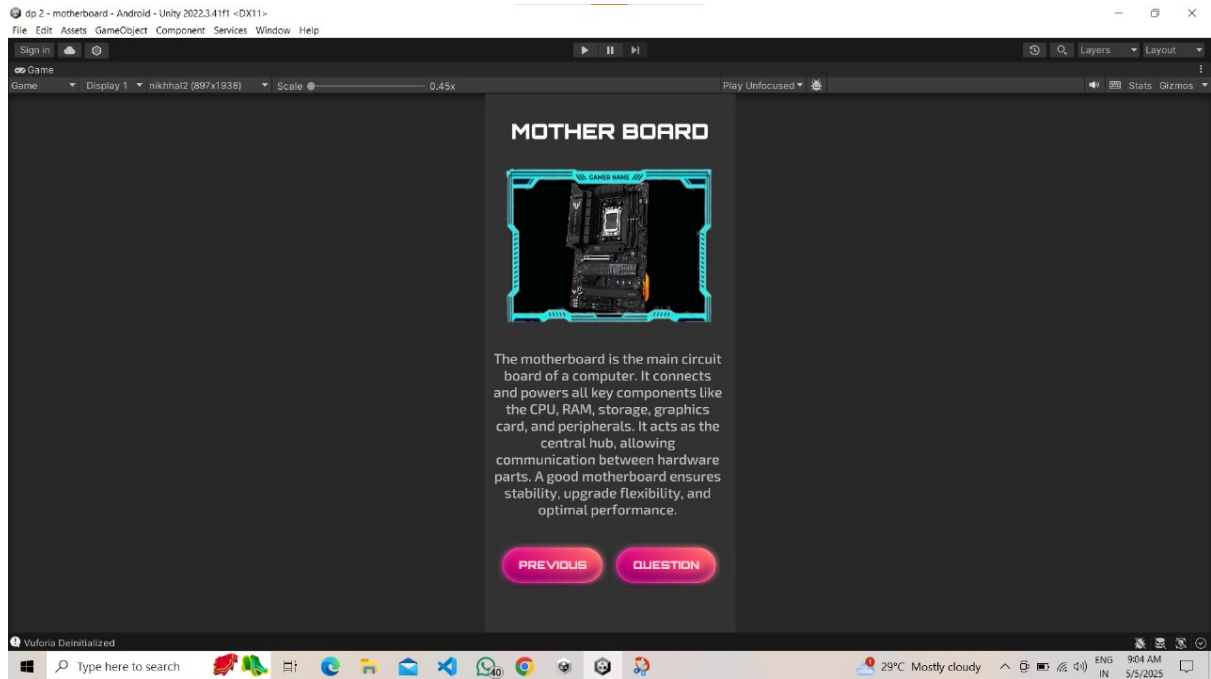 dp 2 - motherboard - Android - Unity 2022.3.41f1 <DX11>
File Edit Assets GameObject Component Services Window Help
Sign in
Layers Layout
Game
Game Display 1 nikhhal2 (897x1938) Scale 0.45x Play Unfocused Stats Gizmos
MOTHER BOARD
GAMER NAME
The motherboard is the main circuit
board of a computer. It connects
and powers all key components like
the CPU, RAM, storage, graphics
card, and peripherals. It acts as the
central hub, allowing
communication between hardware
parts. A good motherboard ensures
stability, upgrade flexibility, and
optimal performance.
PREVIOUS QUESTION
Vuforia Deinitialized
Type here to search
40
29°C Mostly cloudy
ENG
IN
9:04 AM
5/5/2025